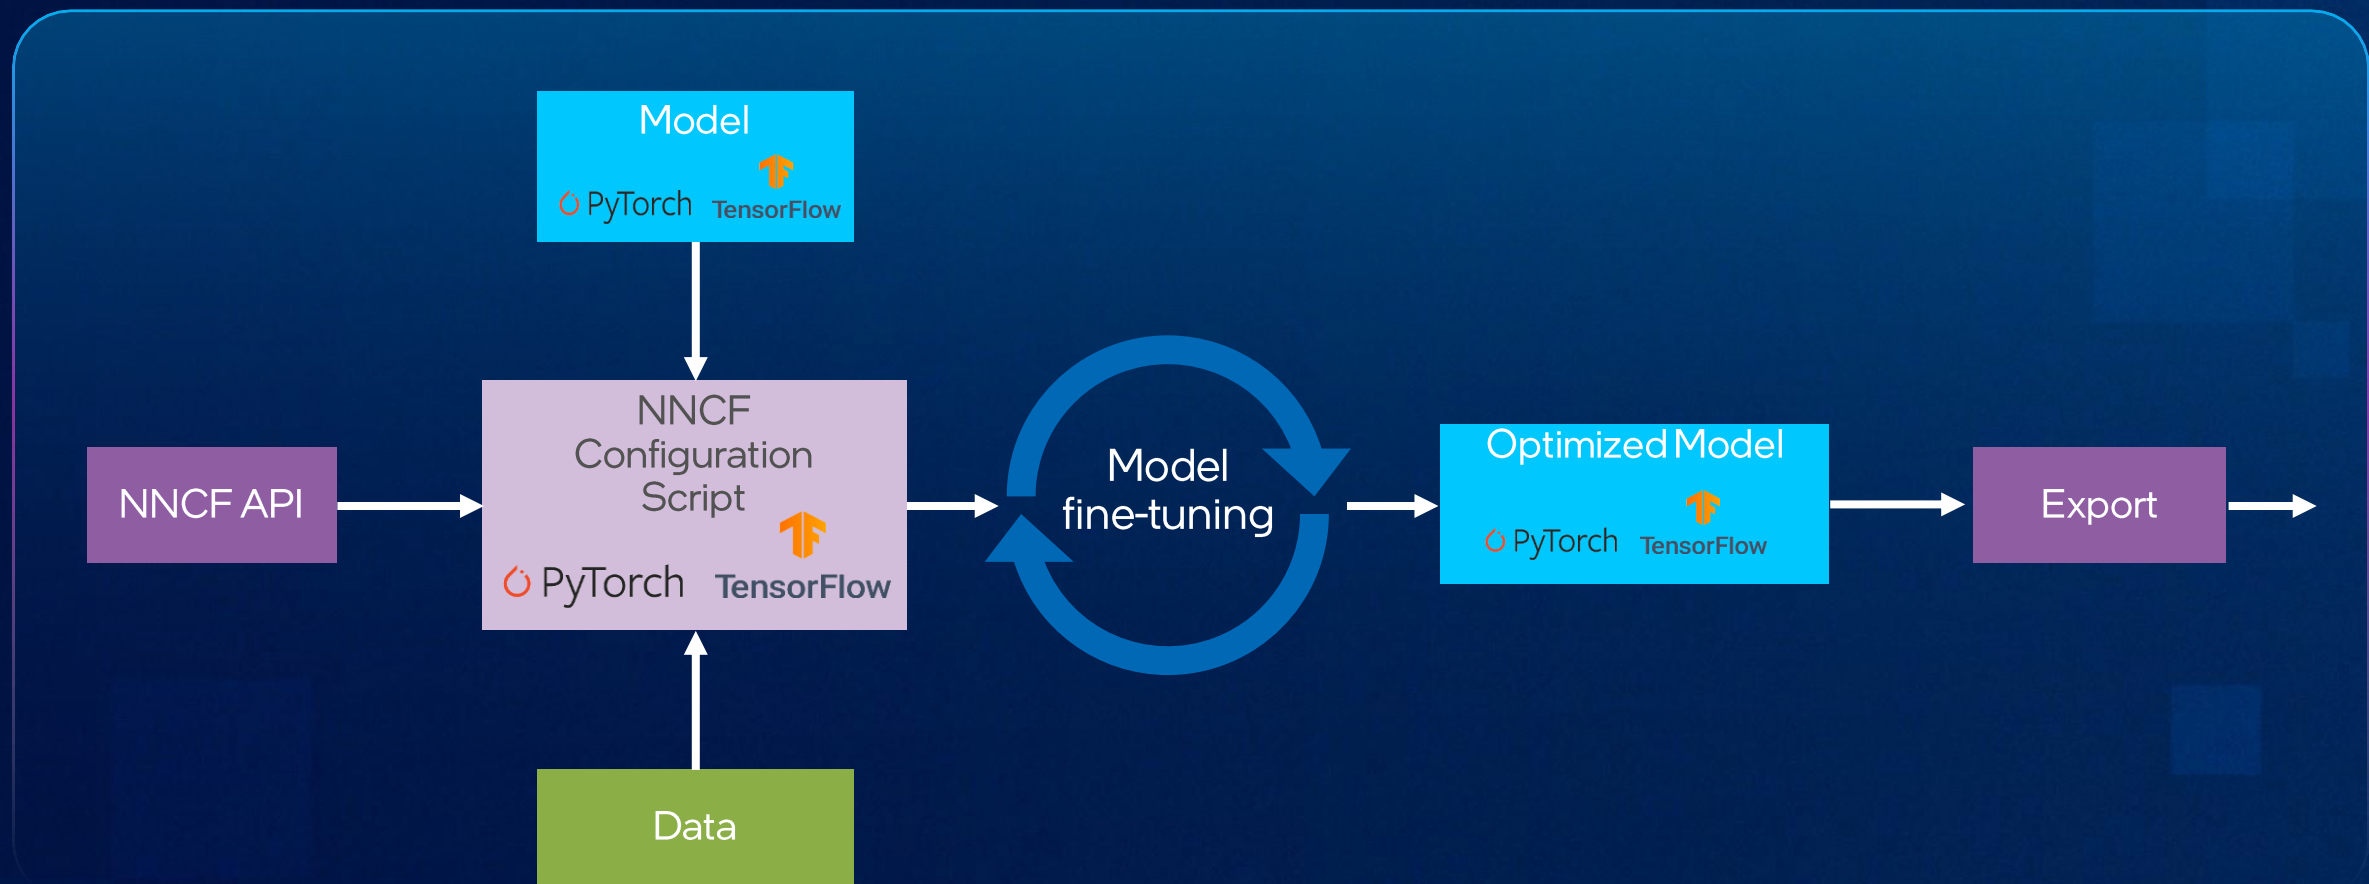 Model
PyTorch
TensorFlow
NNCF API
NNCF
Configuration
Script
PyTorch
TensorFlow
Model
fine-tuning
Optimized Model
PyTorch
TensorFlow
Export
Data